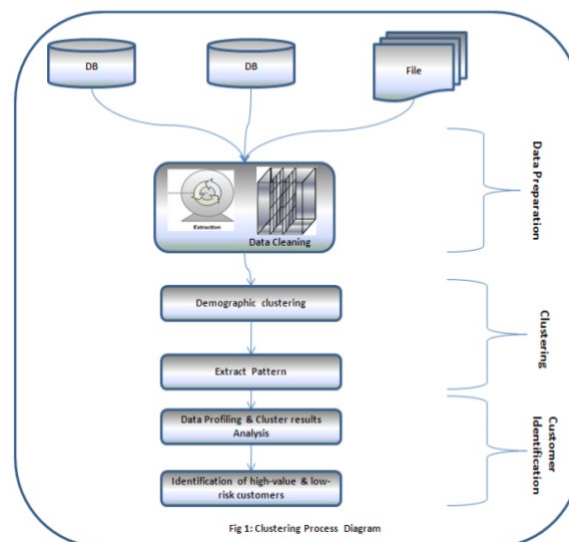 DB
DB
File
Extraction
Data Cleaning
Data Preparation
Demographic clustering
Extract Pattern
Clustering
Data Profiling & Cluster results
Analysis
Identification of high-value & low-
risk customers
Customer
Identification
Fig 1: Clustering Process Diagram